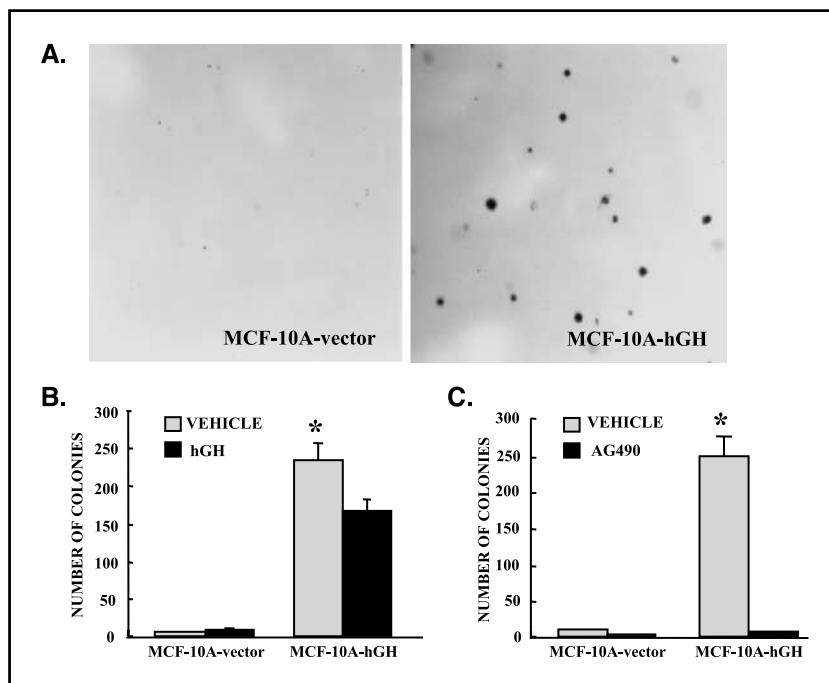 A.
MCF-10A-vector
MCF-10A-hGH
B.
NUMBER OF COLONIES
300
250
200
150
100
50
0
VEHICLE
hGH
*
MCF-10A-vector
MCF-10A-hGH
C.
NUMBER OF COLONIES
300
250
200
150
100
50
0
VEHICLE
AG490
*
MCF-10A-vector
MCF-10A-hGH